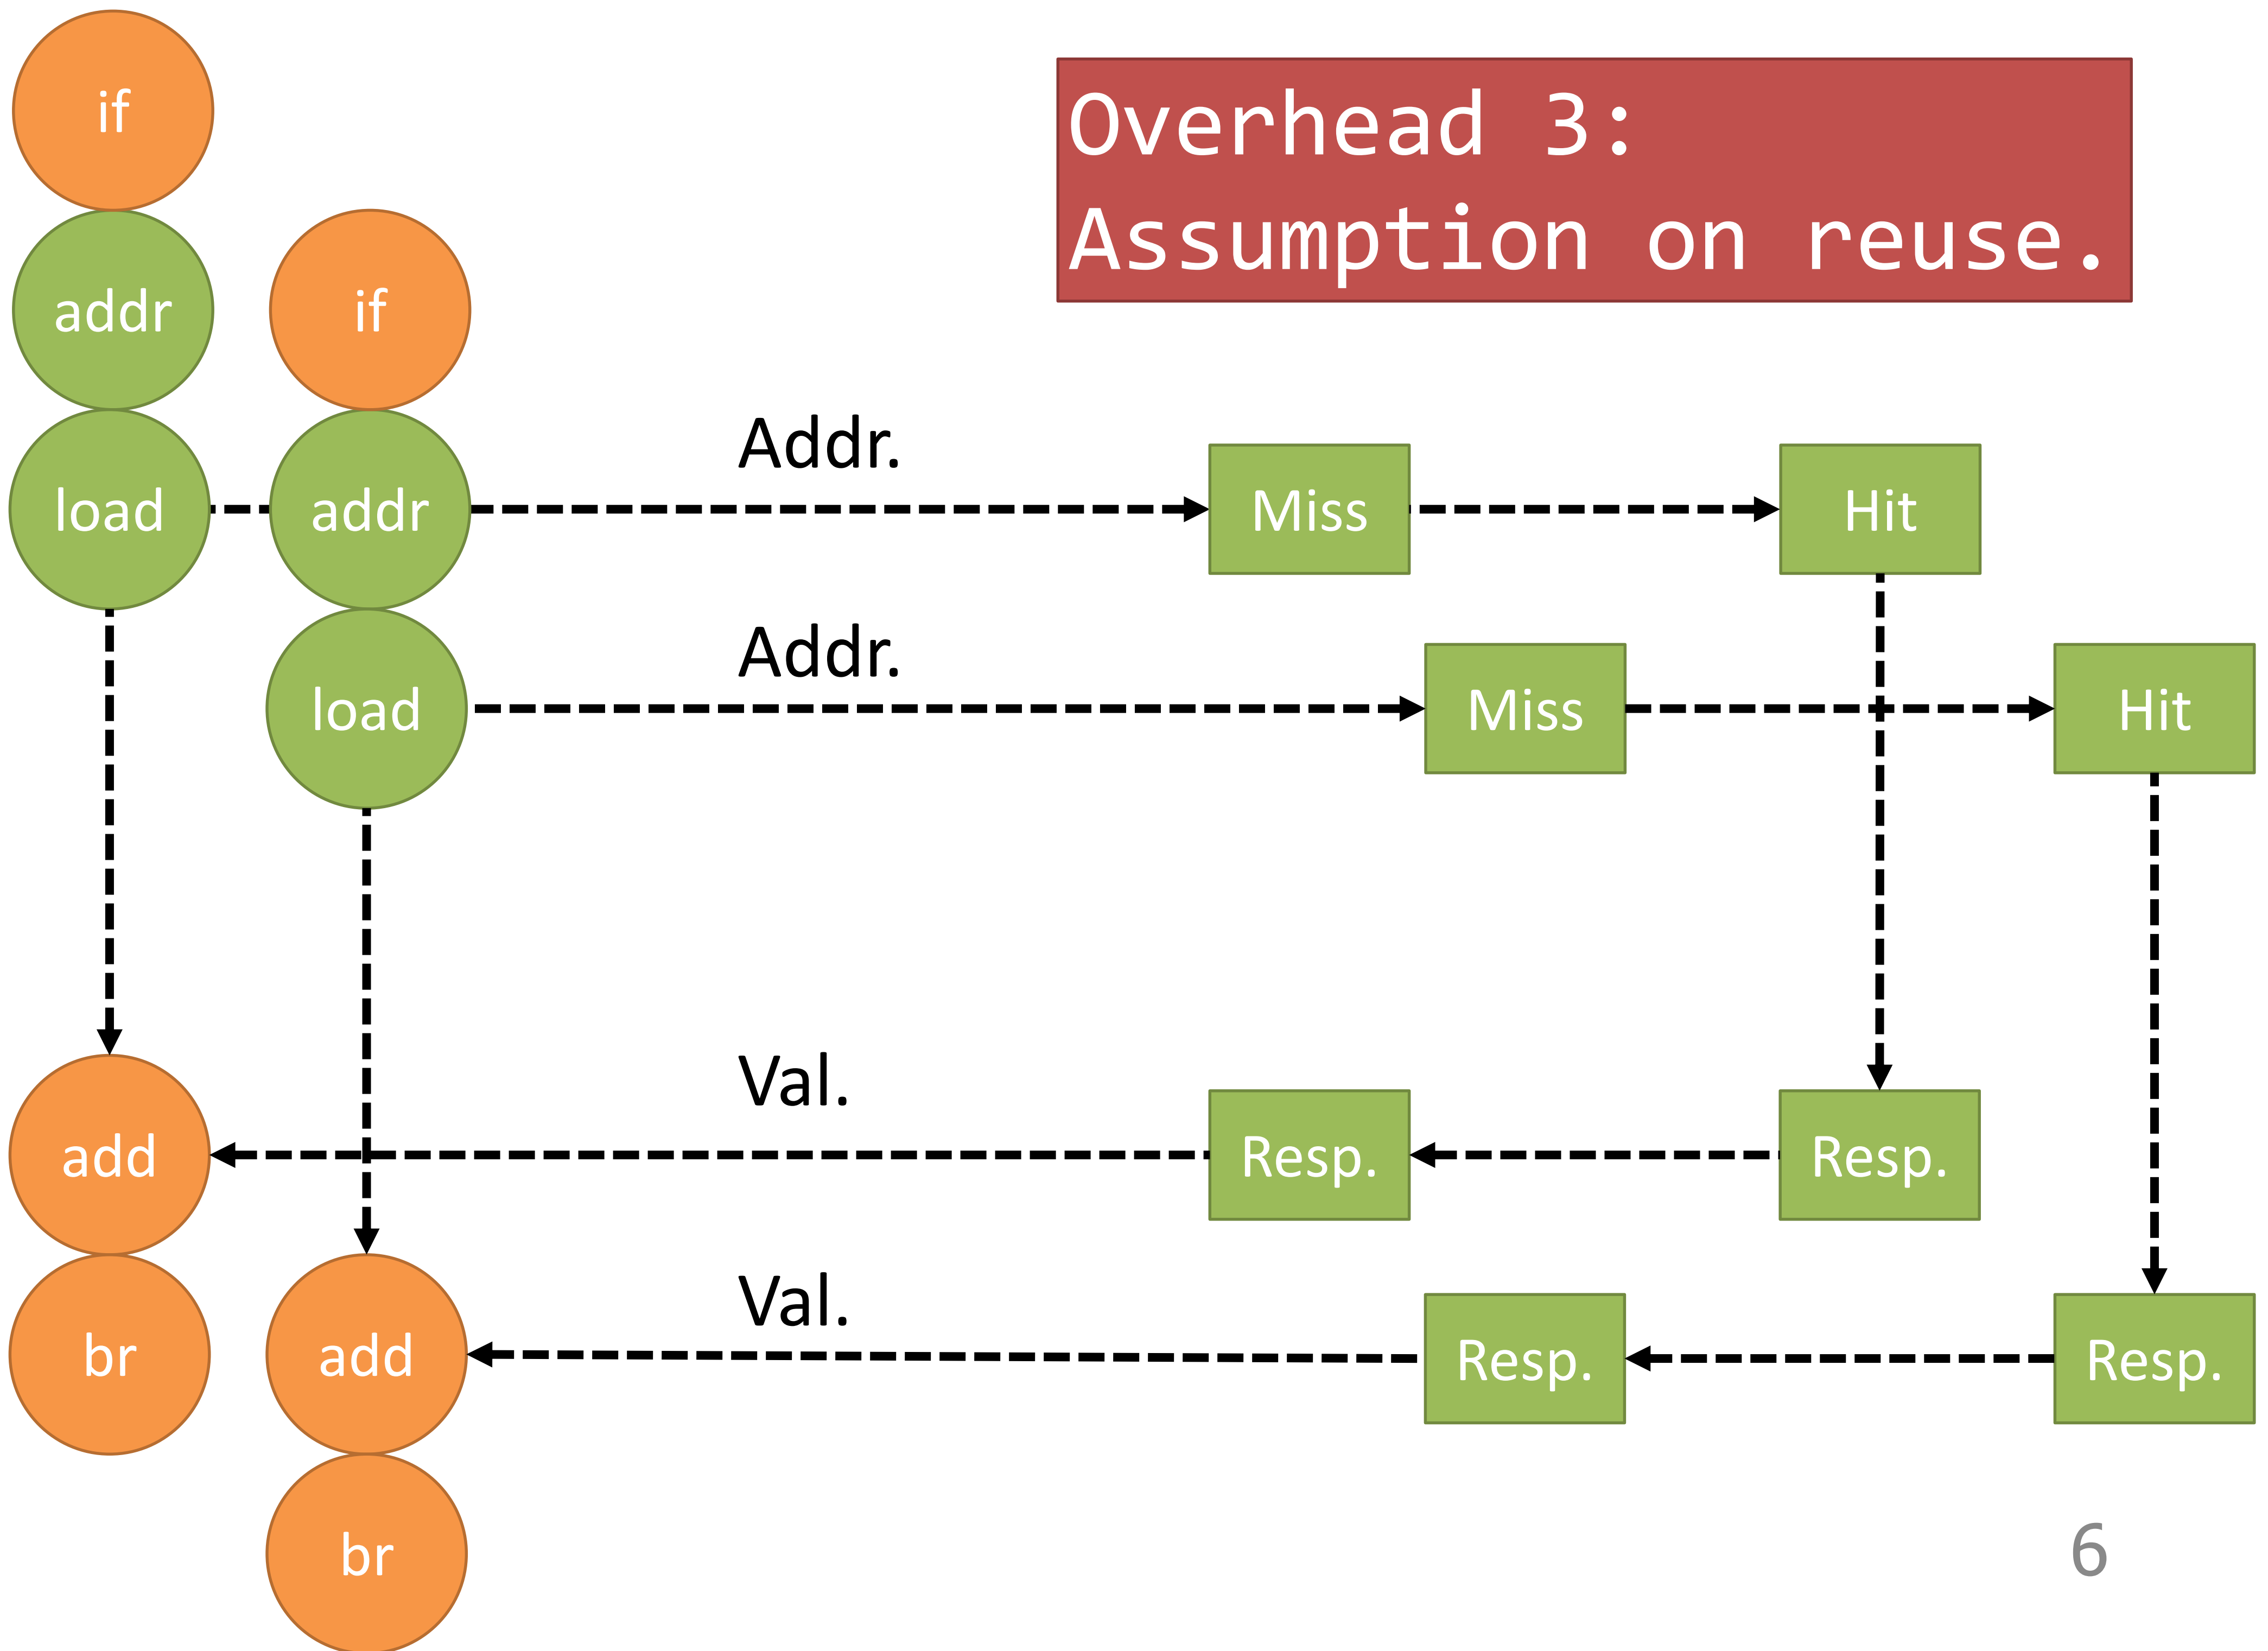 if
Overhead 3:
Assumption on reuse.
addr
if
Addr.
load
addr
Miss
Hit
Addr.
load
Miss
Hit
Val.
add
Resp.
Resp.
Val.
br
add
Resp.
Resp.
br
6